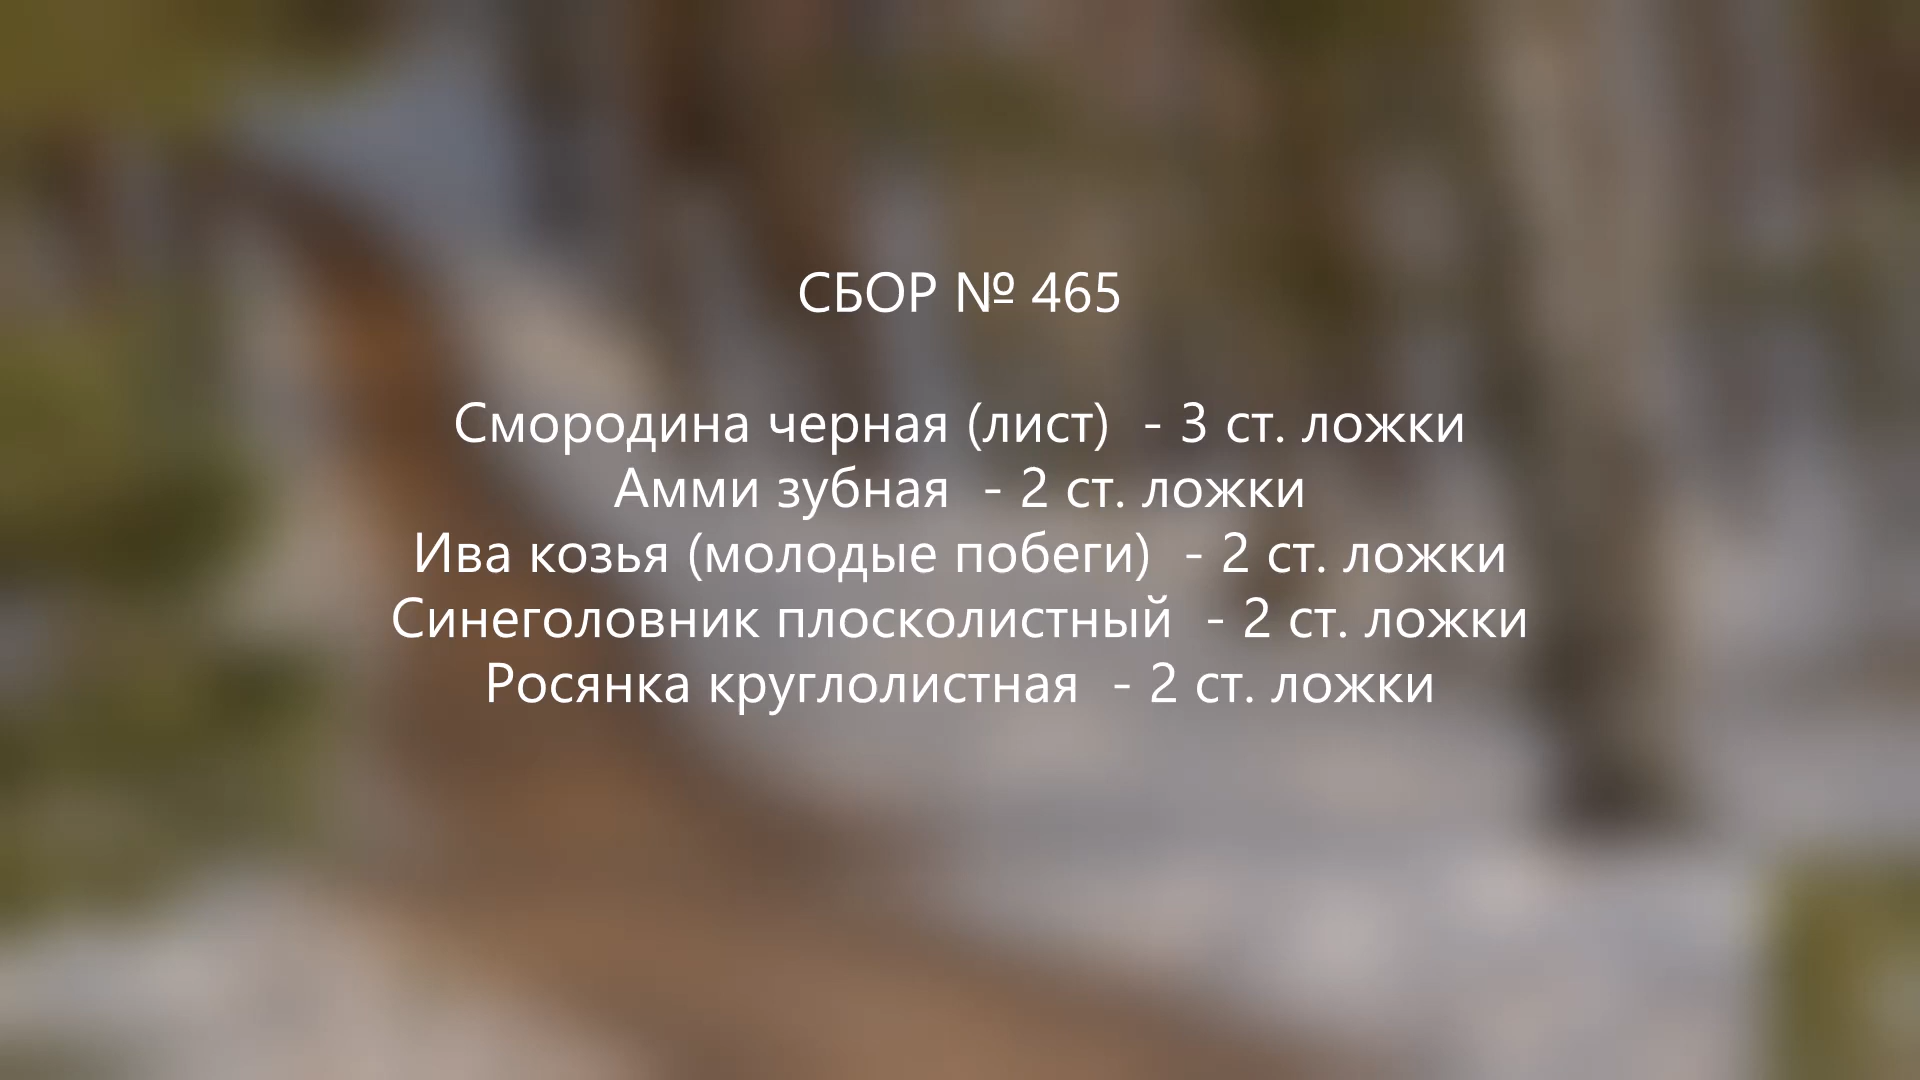 СБОР № 465
Смородина черная (лист) - 3 ст. ложки
Амми зубная - 2 ст. ложки
Ива козья (молодые побеги) - 2 ст. ложки
Синеголовник плосколистный - 2 ст. ложки
Росянка круглолистная - 2 ст. ложки